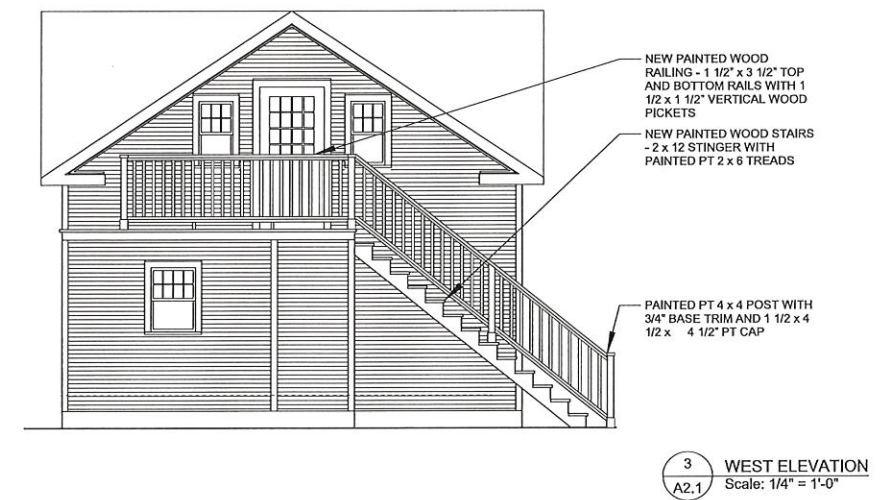 NEW PAINTED WOOD
RAILING - 1 1/2" x 3 1/2" TOP
AND BOTTOM RAILS WITH 1
1/2 x 1 1/2" VERTICAL WOOD
PICKETS
NEW PAINTED WOOD STAIRS
- 2 x 12 STINGER WITH
PAINTED PT 2 x 6 TREADS
PAINTED PT 4 x 4 POST WITH
3/4" BASE TRIM AND 1 1/2 x 4
1/2 x 4 1/2" PT CAP
3
A2.1
WEST ELEVATION
Scale: 1/4" = 1'-0"